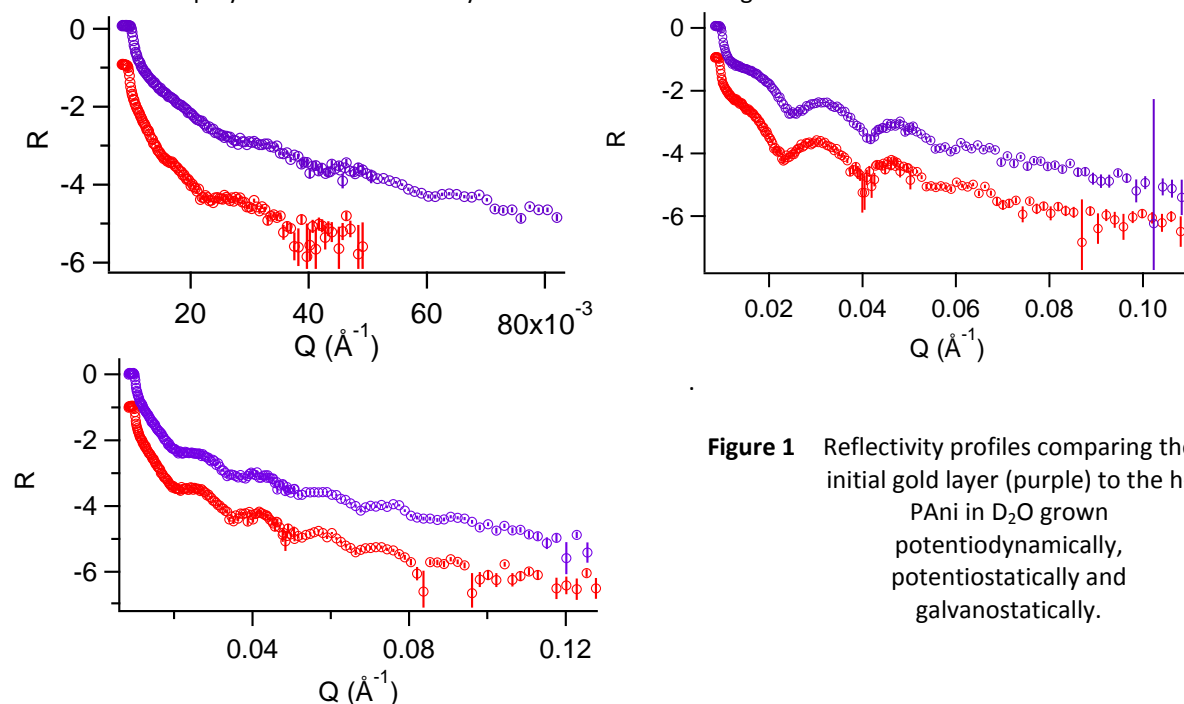 0
-2
-4
-6
R
20
40
60
80x10⁻³
Q (Å⁻¹)
0
-2
-4
-6
R
0.02
0.04
0.06
0.08
0.10
Q (Å⁻¹)
0
-2
-4
-6
R
0.04
0.08
0.12
Q (Å⁻¹)
.
Figure 1 Reflectivity profiles comparing the
initial gold layer (purple) to the h
PAni in D₂O grown
potentiodynamically,
potentiostatically and
galvanostatically.